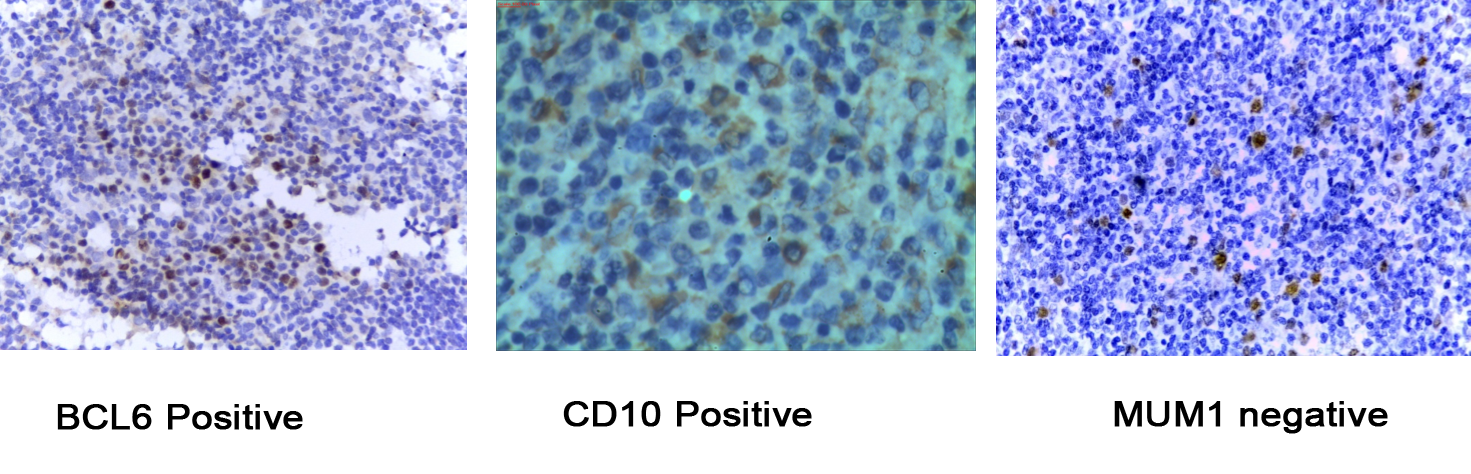 BCL6 Positive
CD10 Positive
MUM1 negative